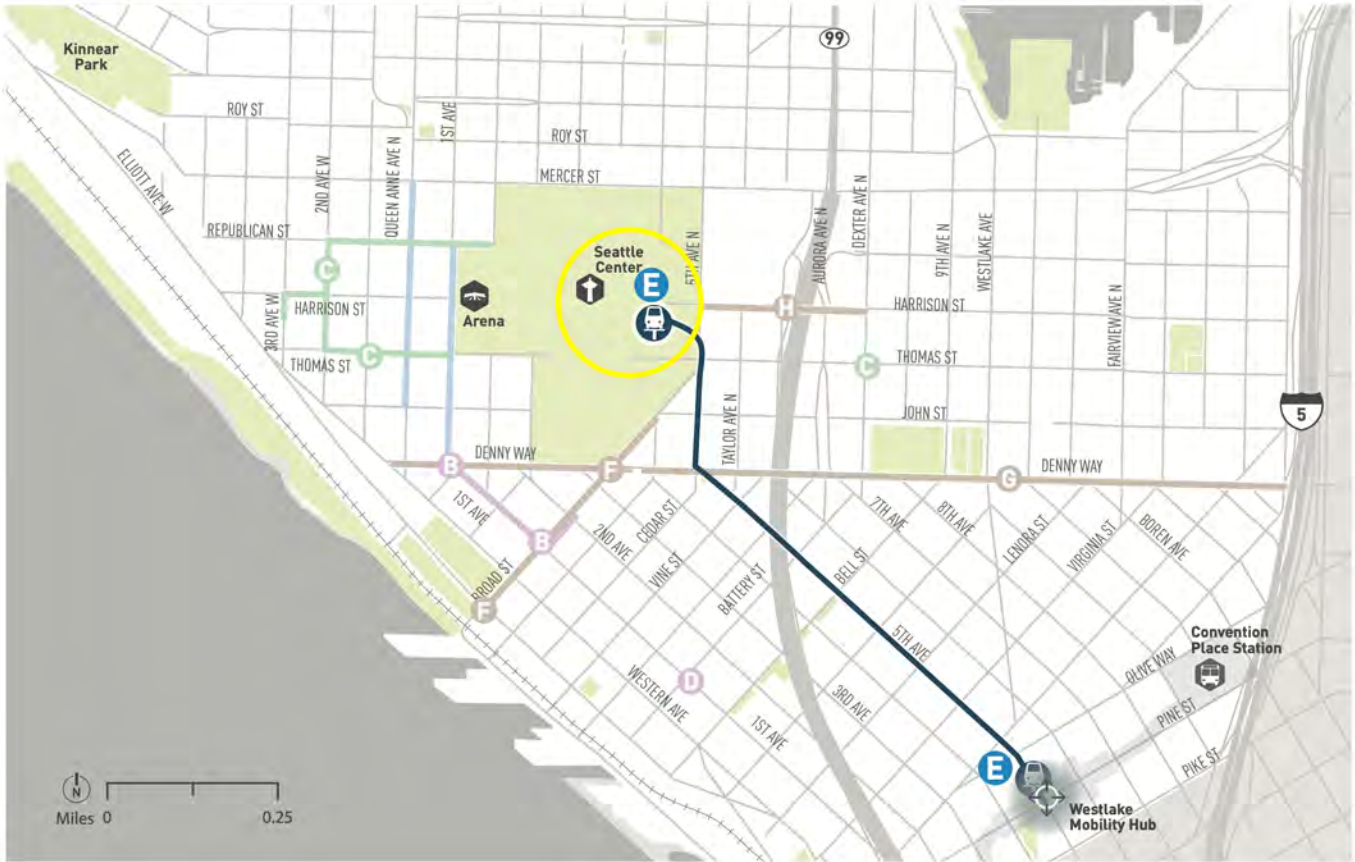 Kinnear
Park
99
ROY ST
1ST AVE
ROY ST
ELLIOTT AVE W
2ND AVE W
QUEEN ANNE AVE N
MERCER ST
REPUBLICAN ST
Seattle
Center
E
5TH AVE N
AURORA AVE N
DEXTER AVE N
9TH AVE N
WESTLAKE AVE
FAIRVIEW AVE N
C
3RD AVE W
HARRISON ST
Arena
H
HARRISON ST
THOMAS ST
C
C
THOMAS ST
TAYLOR AVE N
JOHN ST
5
B
DENNY WAY
F
G
DENNY WAY
1ST AVE
B
2ND AVE
CEDAR ST
VINE ST
BATTERY ST
BELL ST
7TH AVE
8TH AVE
LENORA ST
VIRGINIA ST
BOREN AVE
BROAD ST
F
5TH AVE
WESTERN AVE
D
1ST AVE
3RD AVE
Convention
Place Station
OLIVE WAY
PINE ST
PIKE ST
E
Westlake
Mobility Hub
N
Miles 0 0.25